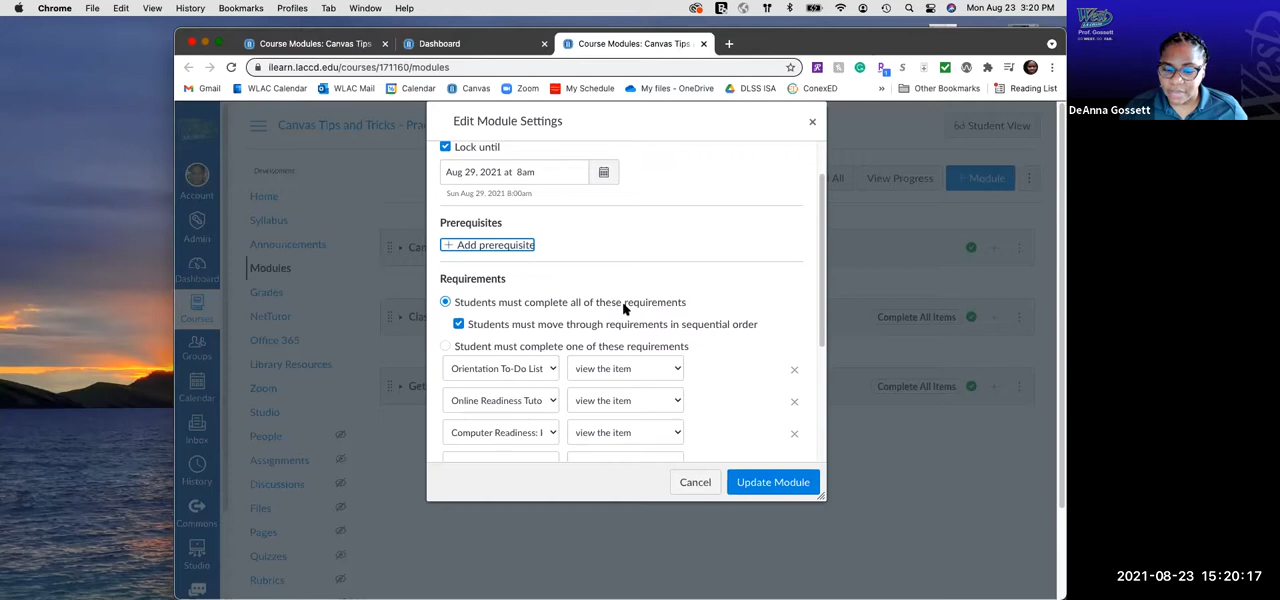 Chrome File Edit View History Bookmarks Profiles Tab Window Help Mon Aud 23 3:20 PM
Course Modules: Canvas Tips
Dashboard
Course Modules: Canvas Tips
ilearn.laccd.edu/courses/171160/modules
Gmail WLAC Calendar WLAC Mail Calendar Canvas Zoom My Schedule My files - OneDrive DLSS ISA ConexED » Other Bookmarks Reading List
West
Prof. Gossett
DeAnna Gossett
Canvas Tips and Tricks - Prac
Student View
Development
Account
Admin
Dashboard
Courses
Groups
Calendar
Inbox
History
Commons
Studio
Home
Syllabus
Announcements
Modules
Grades
NetTutor
Office 365
Library Resources
Zoom
Studio
People
Assignments
Discussions
Files
Pages
Quizzes
Rubrics
All
View Progress
+ Module
Can
Clas
Complete All Items
Get
Complete All Items
Edit Module Settings
Lock until
Aug 29, 2021 at 8am
Sun Aug 29, 2021 8:00am
Prerequisites
+ Add prerequisite
Requirements
Students must complete all of these requirements
Students must move through requirements in sequential order
Student must complete one of these requirements
Orientation To-Do List view the item
Online Readiness Tuto view the item
Computer Readiness: view the item
Cancel Update Module
2021-08-23 15:20:17